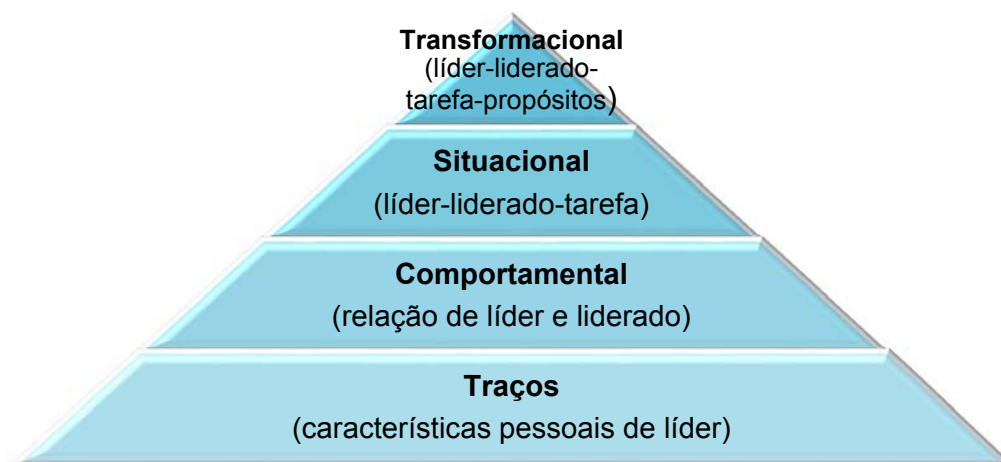 Transformacional
(líder-liderado-
tarefa-propósitos)
Situacional
(líder-liderado-tarefa)
Comportamental
(relação de líder e liderado)
Traços
(características pessoais de líder)